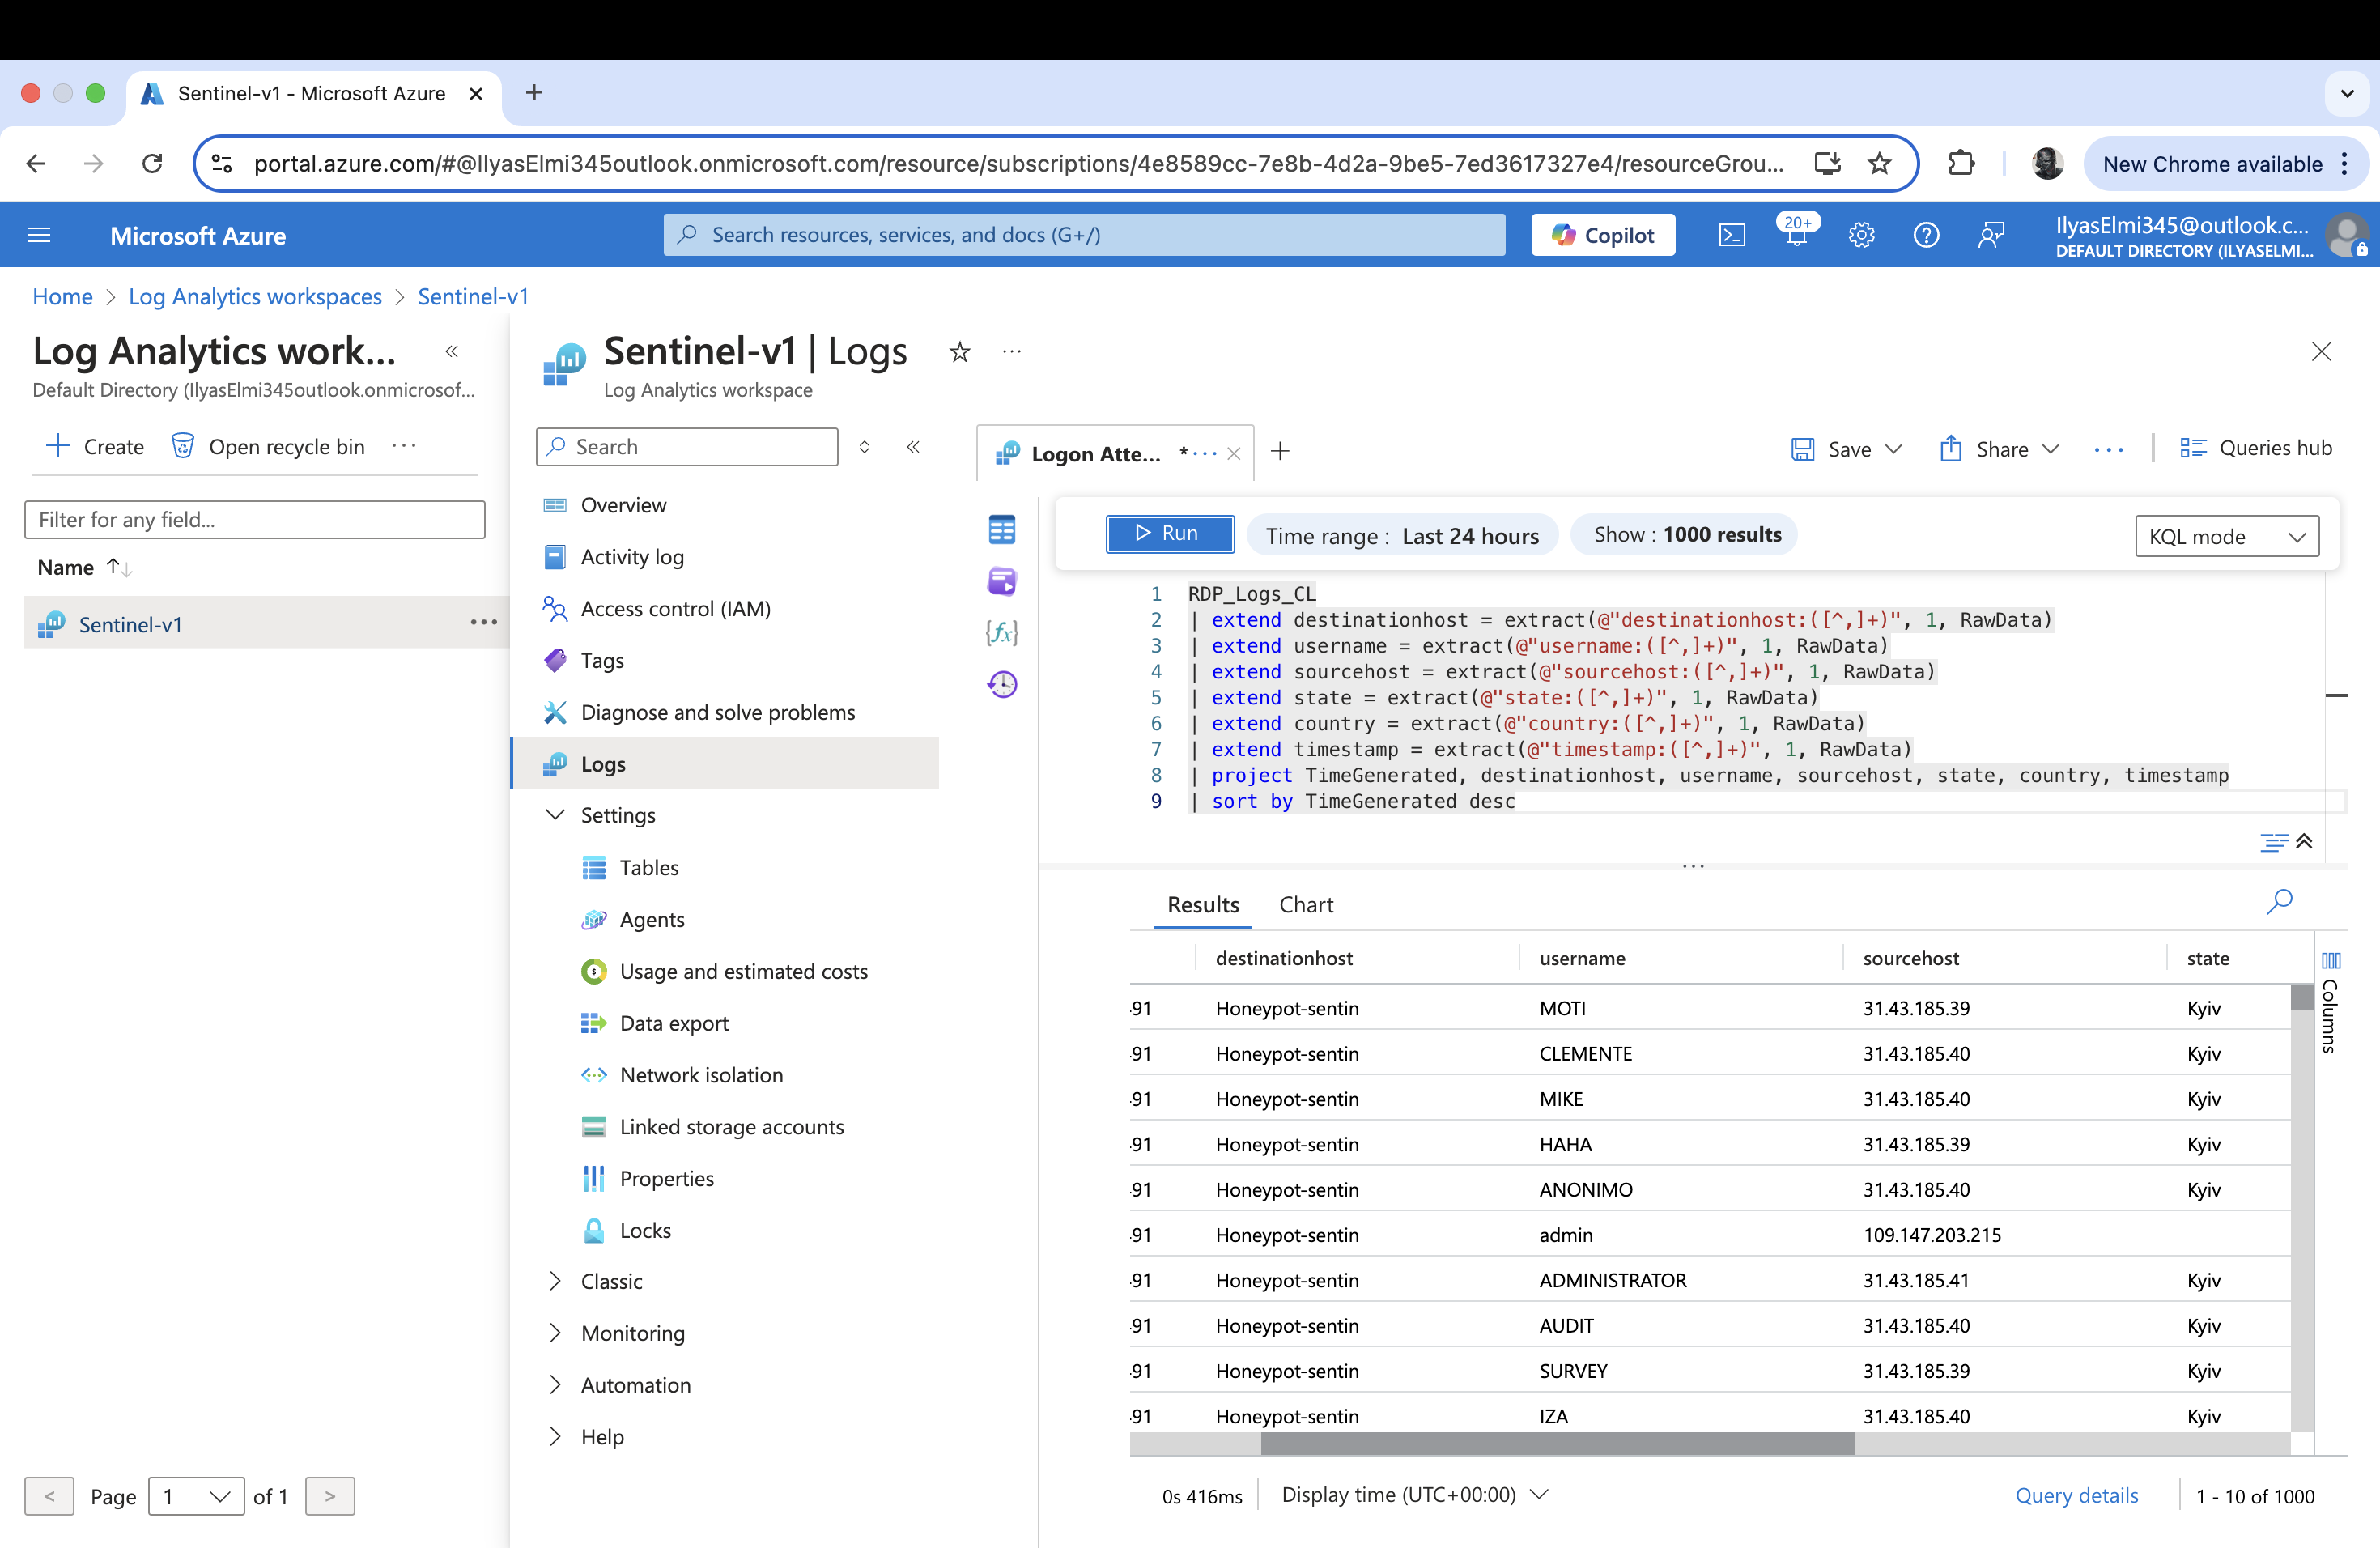 Sentinel-v1 - Microsoft Azure
portal.azure.com/#@IlyasElmi345outlook.onmicrosoft.com/resource/subscriptions/4e8589cc-7e8b-4d2a-9be5-7ed3617327e4/resourceGrou...
New Chrome available
Microsoft Azure
Search resources, services, and docs (G+/)
Copilot
20+
IlyasElmi345@outlook.c...
DEFAULT DIRECTORY (ILYASELMI...
Home > Log Analytics workspaces > Sentinel-v1
Log Analytics work...
Default Directory (IlyasElmi345outlook.onmicrosof...
Create Open recycle bin
Filter for any field...
Name
Sentinel-v1
Page 1 of 1
Sentinel-v1 | Logs
Log Analytics workspace
Search
Overview
Activity log
Access control (IAM)
Tags
Diagnose and solve problems
Logs
Settings
Tables
Agents
Usage and estimated costs
Data export
Network isolation
Linked storage accounts
Properties
Locks
Classic
Monitoring
Automation
Help
Logon Atte... *
Save Share Queries hub
Run Time range : Last 24 hours Show : 1000 results KQL mode
1 RDP_Logs_CL
2 | extend destinationhost = extract(@"destinationhost:([^,]+)", 1, RawData)
3 | extend username = extract(@"username:([^,]+)", 1, RawData)
4 | extend sourcehost = extract(@"sourcehost:([^,]+)", 1, RawData)
5 | extend state = extract(@"state:([^,]+)", 1, RawData)
6 | extend country = extract(@"country:([^,]+)", 1, RawData)
7 | extend timestamp = extract(@"timestamp:([^,]+)", 1, RawData)
8 | project TimeGenerated, destinationhost, username, sourcehost, state, country, timestamp
9 | sort by TimeGenerated desc
Results Chart
destinationhost username sourcehost state
91 Honeypot-sentin MOTI 31.43.185.39 Kyiv
91 Honeypot-sentin CLEMENTE 31.43.185.40 Kyiv
91 Honeypot-sentin MIKE 31.43.185.40 Kyiv
91 Honeypot-sentin HAHA 31.43.185.39 Kyiv
91 Honeypot-sentin ANONIMO 31.43.185.40 Kyiv
91 Honeypot-sentin admin 109.147.203.215
91 Honeypot-sentin ADMINISTRATOR 31.43.185.41 Kyiv
91 Honeypot-sentin AUDIT 31.43.185.40 Kyiv
91 Honeypot-sentin SURVEY 31.43.185.39 Kyiv
91 Honeypot-sentin IZA 31.43.185.40 Kyiv
Columns
0s 416ms Display time (UTC+00:00) Query details 1 - 10 of 1000